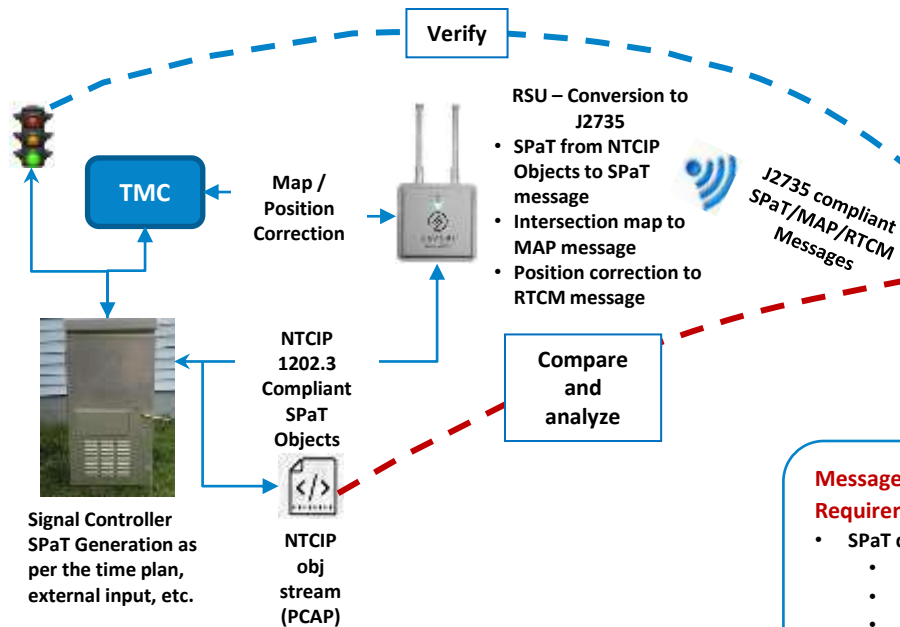 Verify
RSU – Conversion to
J2735
• SPaT from NTCIP
Objects to SPaT
message
• Intersection map to
MAP message
• Position correction to
RTCM message
J2735 compliant
SPaT/MAP/RTCM
Messages
TMC
Map /
Position
Correction
NTCIP
1202.3
Compliant
SPaT
Objects
Compare
and
analyze
</>
NTCIP
obj
stream
(PCAP)
Signal Controller
SPaT Generation as
per the time plan,
external input, etc.
Message
Requirer
• SPaT
•
•
•